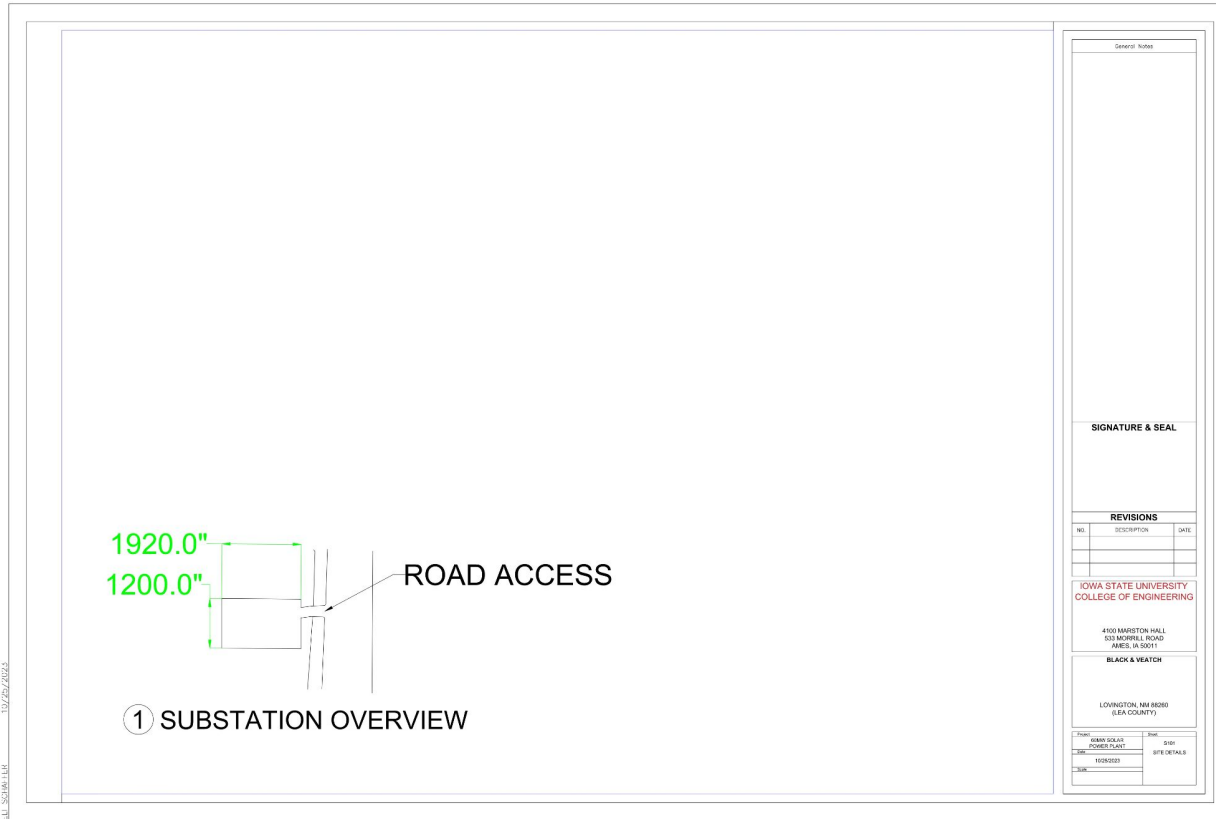 General Notes
SIGNATURE & SEAL
REVISIONS
NO. DESCRIPTION DATE
IOWA STATE UNIVERSITY
COLLEGE OF ENGINEERING
4100 MARSTON HALL
533 MORRILL ROAD
AMES, IA 50011
BLACK & VEATCH
LOVINGTON, NM 88260
(LEA COUNTY)
Project
60MW SOLAR
POWER PLANT
Date
10/25/2023
Scale
Sheet
S101
SITE DETAILS
1920.0"
1200.0"
ROAD ACCESS
1 SUBSTATION OVERVIEW
10/25/2023
SCHAFFER